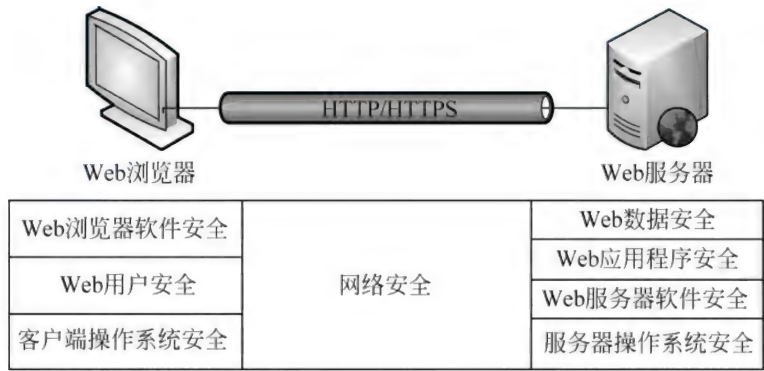 HTTP/HTTPS
Web浏览器
Web服务器
Web浏览器软件安全
Web用户安全
客户端操作系统安全
网络安全
Web数据安全
Web应用程序安全
Web服务器软件安全
服务器操作系统安全